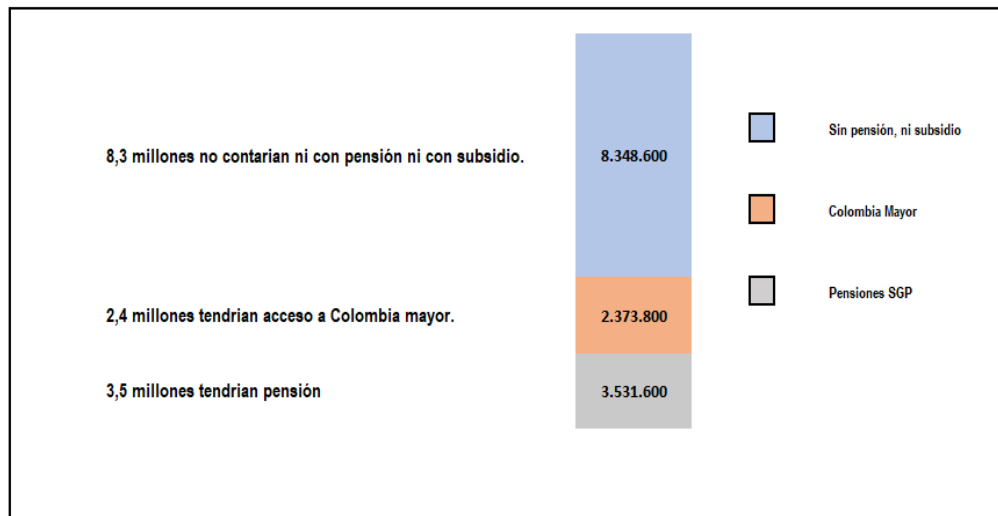 8,3 millones no contarian ni con pensión ni con subsidio.
8.348.600
Sin pensión, ni subsidio
Colombia Mayor
2,4 millones tendrian acceso a Colombia mayor.
2.373.800
Pensiones SGP
3,5 millones tendrian pensión
3.531.600